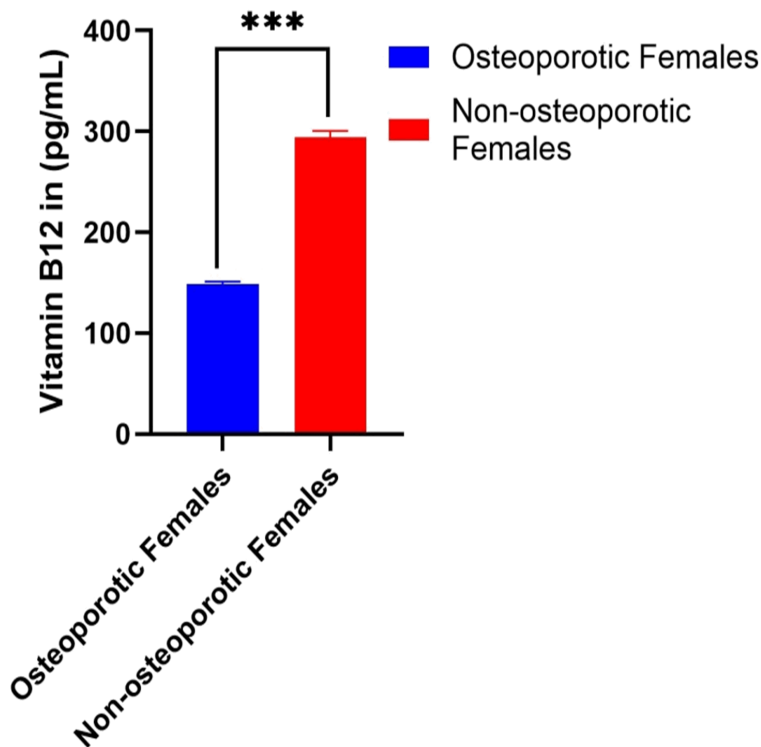 ***
400
300
200
100
0
Vitamin B12 in (pg/mL)
Osteoporotic Females
Non-osteoporotic Females
Osteoporotic Females
Non-osteoporotic
Females